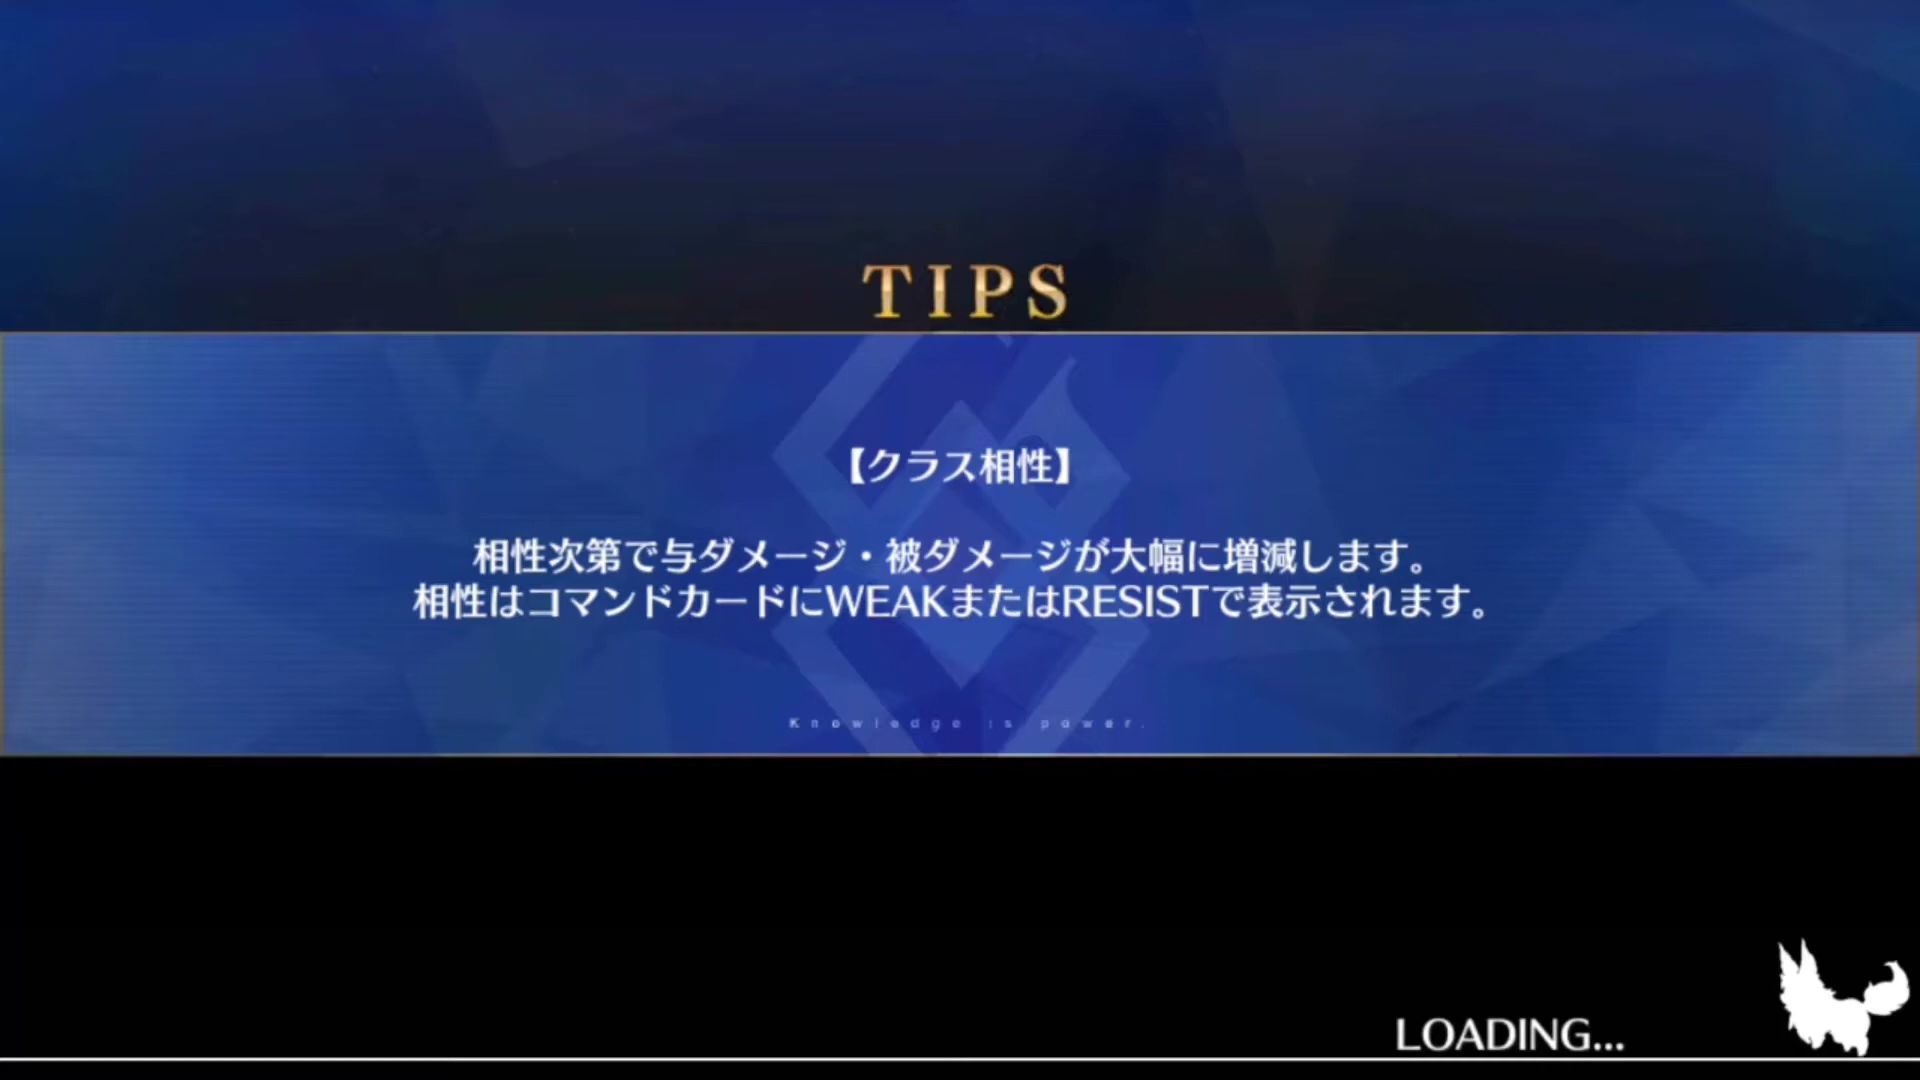 TIPS
【クラス相性】
相性次第で与ダメージ・被ダメージが大幅に増減します。
相性はコマンドカードにWEAKまたはRESISTで表示されます。
Knowledge is power.
LOADING...